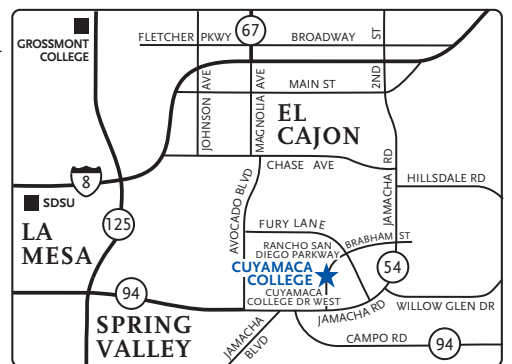 GROSSMONT
COLLEGE
FLETCHER PKWY
67
BROADWAY
2ND ST
MAIN ST
JOHNSON AVE
MAGNOLIA AVE
EL
CAJON
CHASE AVE
8
SDSU
LA
MESA
125
AVOCADO BLVD
JAMACHA RD
HILLSDALE RD
FURY LANE
RANCHO SAN
DIEGO PARKWAY
BRABHAM ST
CUYAMACA
COLLEGE
CUYAMACA
COLLEGE DR WEST
54
94
SPRING
VALLEY
JAMACHA
BLVD
JAMACHA RD
WILLOW GLEN DR
CAMPO RD
94